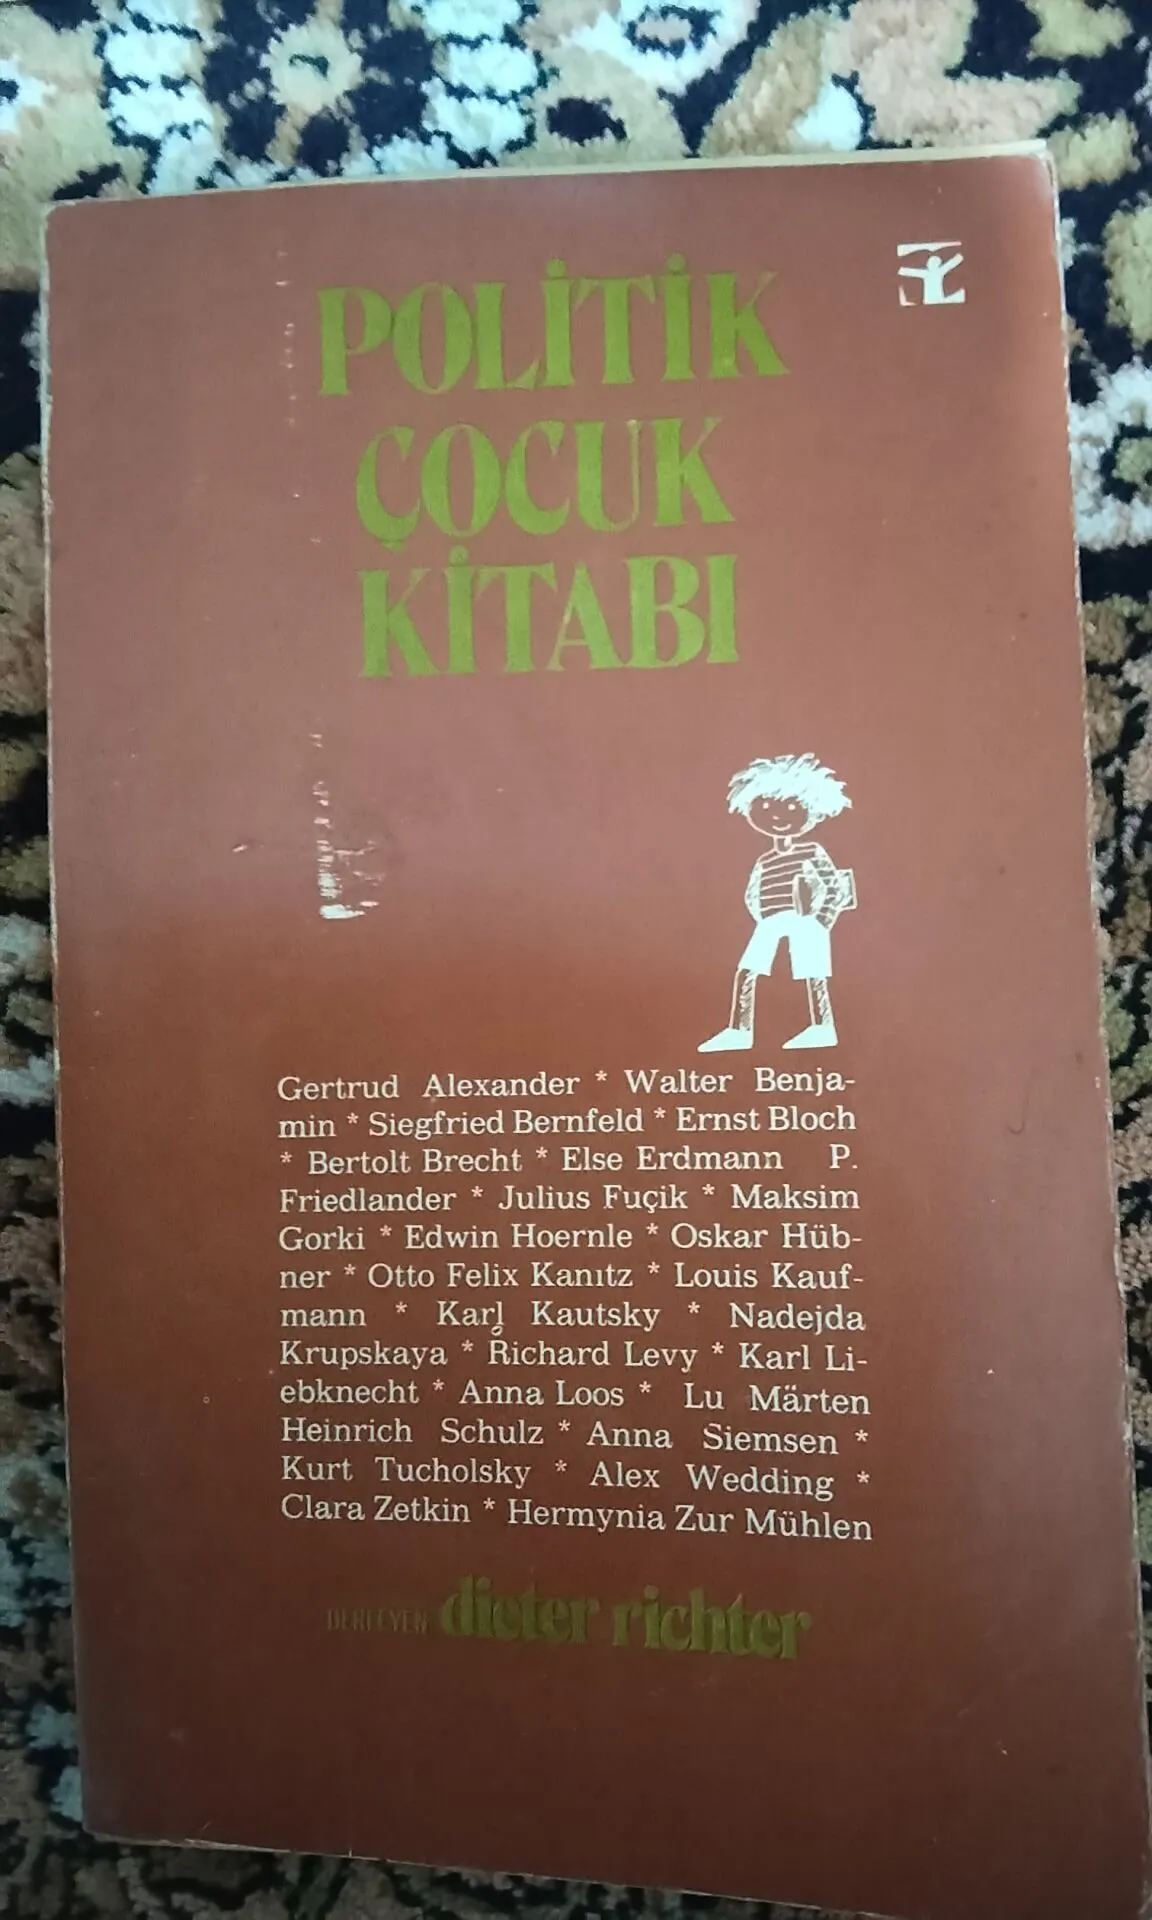 POLİTİK
ÇOCUK
KİTABI
Gertrud Alexander * Walter Benja-
min * Siegfried Bernfeld * Ernst Bloch
* Bertolt Brecht * Else Erdmann P.
Friedlander * Julius Fuçik * Maksim
Gorki * Edwin Hoernle * Oskar Hüb-
ner * Otto Felix Kanıtz * Louis Kauf-
mann * Karl Kautsky * Nadejda
Krupskaya * Richard Levy * Karl Li-
ebknecht * Anna Loos * Lu Märten
Heinrich Schulz * Anna Siemsen *
Kurt Tucholsky * Alex Wedding *
Clara Zetkin * Hermynia Zur Mühlen
DERLEYEN dieter richter